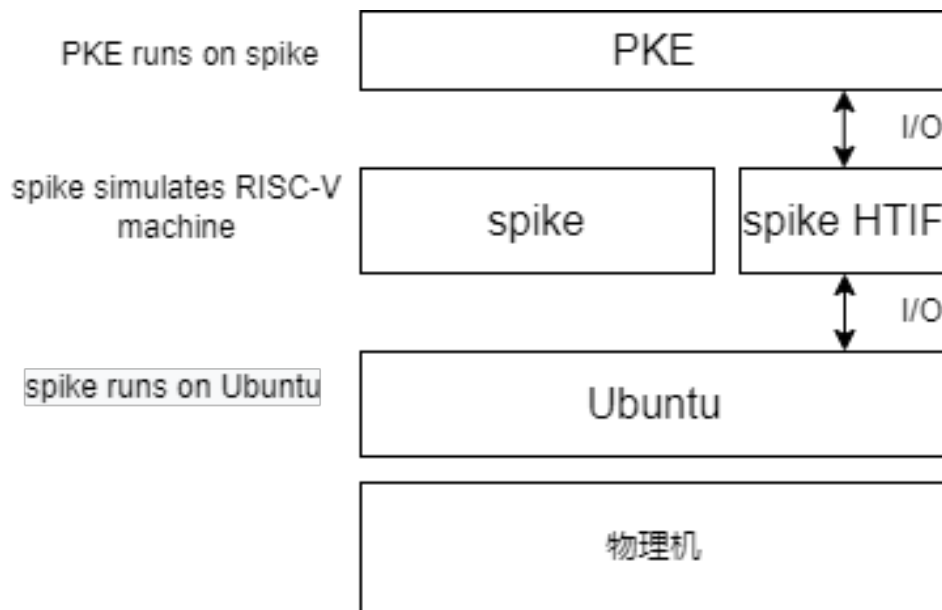 PKE runs on spike
PKE
I/O
spike simulates RISC-V
machine
spike
spike HTIF
I/O
spike runs on Ubuntu
Ubuntu
物理机